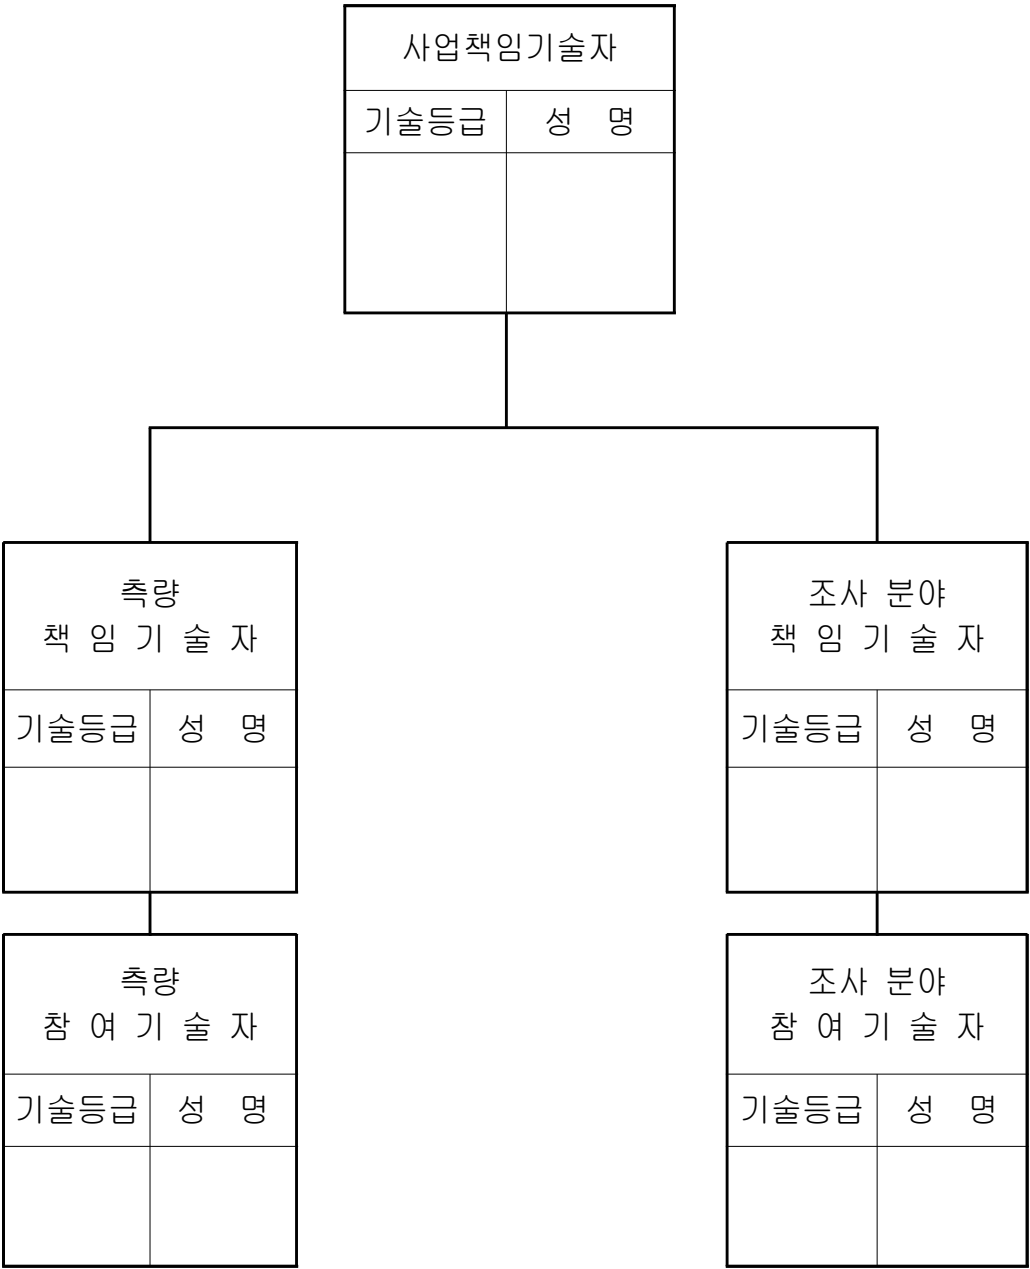 사업책임기술자
기술등급 성 명
측량
책 임 기 술 자
기술등급 성 명
측량
참 여 기 술 자
기술등급 성 명
조사 분야
책 임 기 술 자
기술등급 성 명
조사 분야
참 여 기 술 자
기술등급 성 명